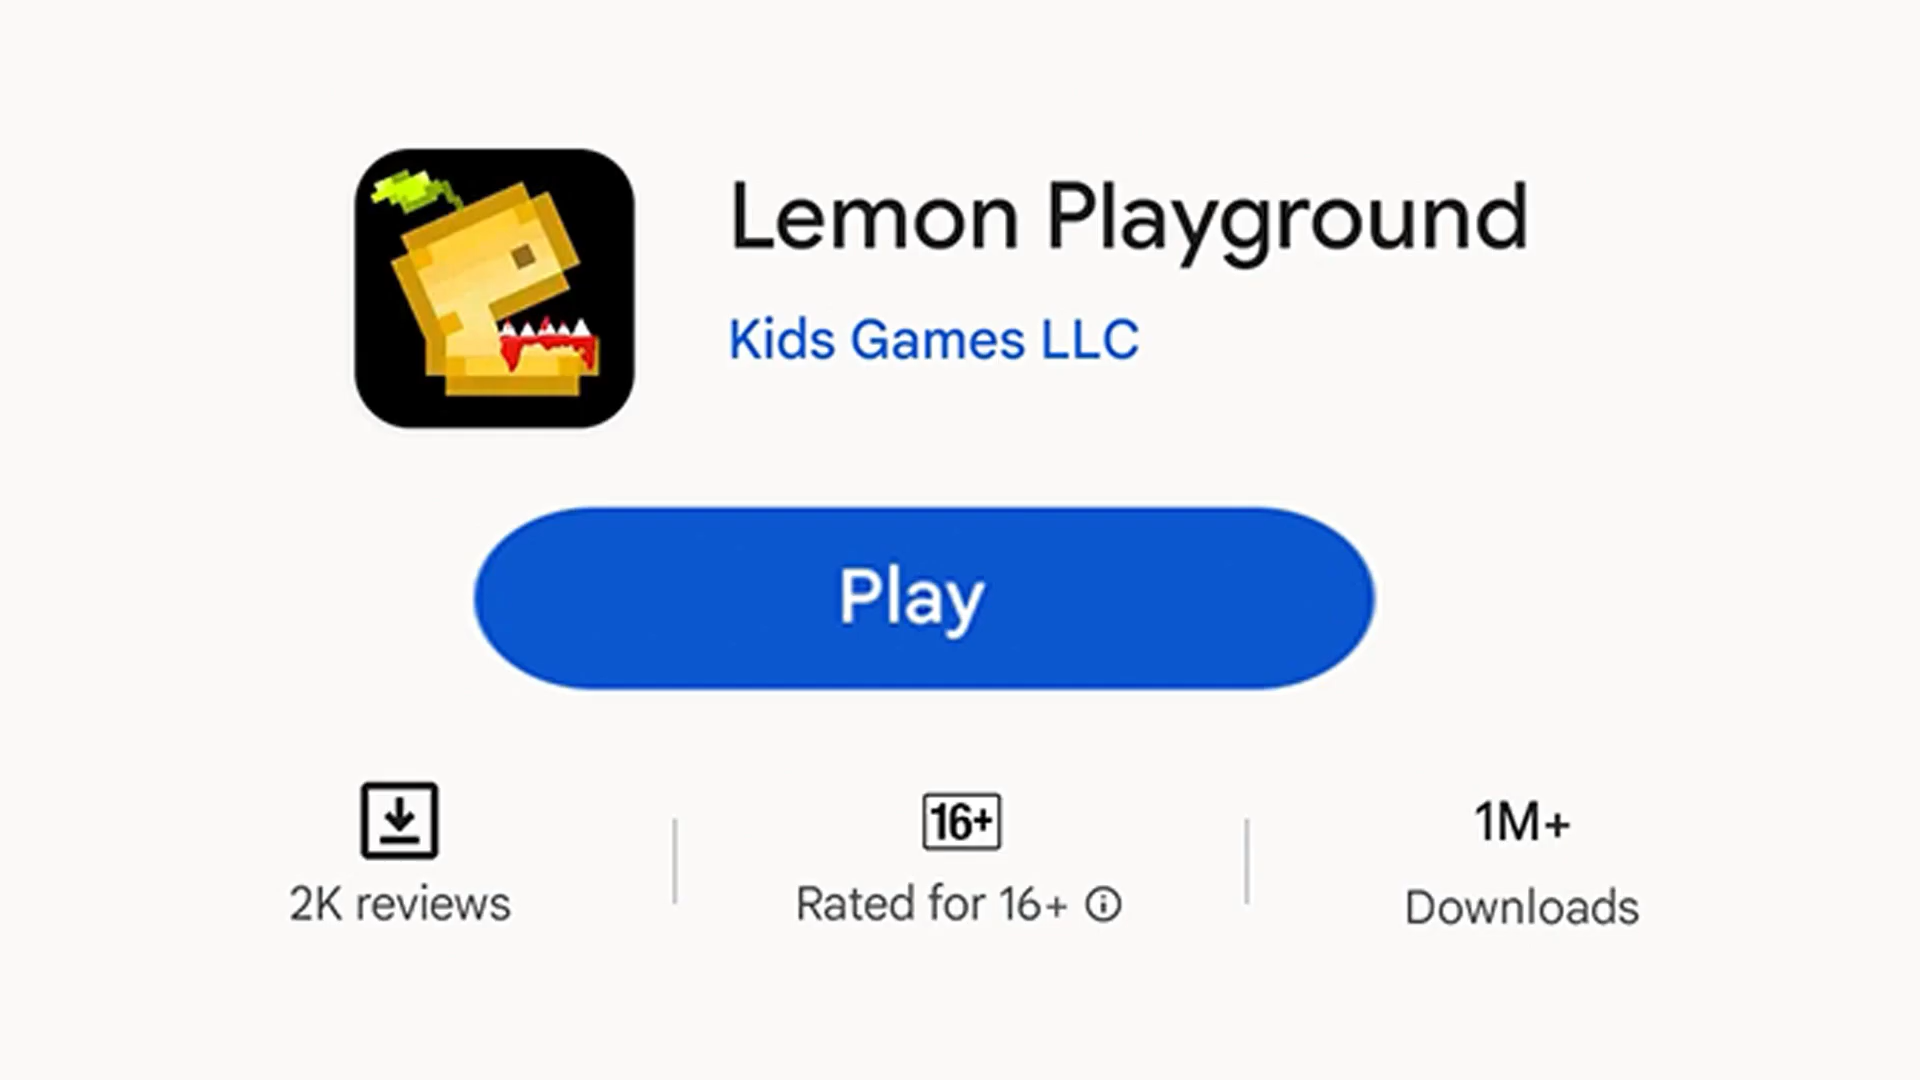 Lemon Playground
Kids Games LLC
Play
16+
1M+
2K reviews
Rated for 16+
Downloads